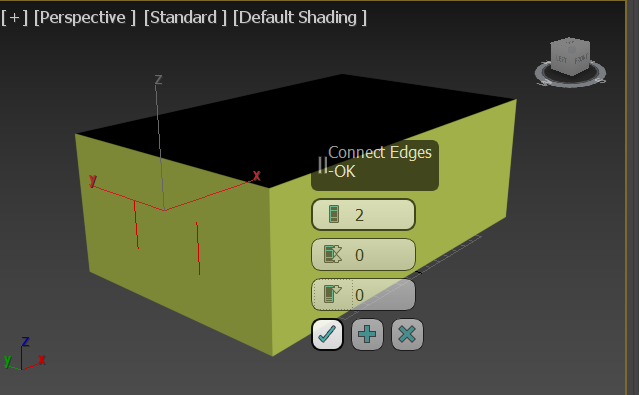 [ + ] [Perspective ] [Standard ] [Default Shading ]
z
y
x
Connect Edges
-OK
2
0
0
z
y
x